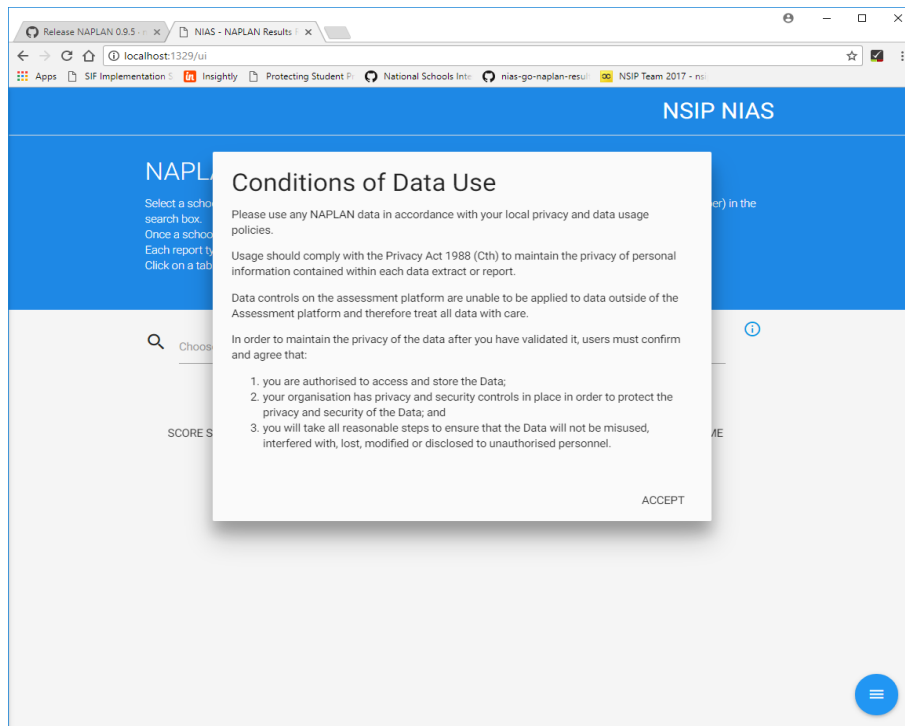 Release NAPLAN 0.9.5 - n
NIAS - NAPLAN Results R
localhost:1329/ui
Apps
SIF Implementation S
Insightly
Protecting Student Pr
National Schools Inte
nias-go-naplan-resul
NSIP Team 2017 - nsi
NSIP NIAS
NAPLA
Select a schoo
er) in the
search box.
Once a schoo
Each report ty
Click on a tab
Conditions of Data Use
Please use any NAPLAN data in accordance with your local privacy and data usage
policies.
Usage should comply with the Privacy Act 1988 (Cth) to maintain the privacy of personal
information contained within each data extract or report.
Data controls on the assessment platform are unable to be applied to data outside of the
Assessment platform and therefore treat all data with care.
In order to maintain the privacy of the data after you have validated it, users must confirm
and agree that:
1. you are authorised to access and store the Data;
2. your organisation has privacy and security controls in place in order to protect the
privacy and security of the Data; and
3. you will take all reasonable steps to ensure that the Data will not be misused,
interfered with, lost, modified or disclosed to unauthorised personnel.
ACCEPT
Choose
SCORE S
ME